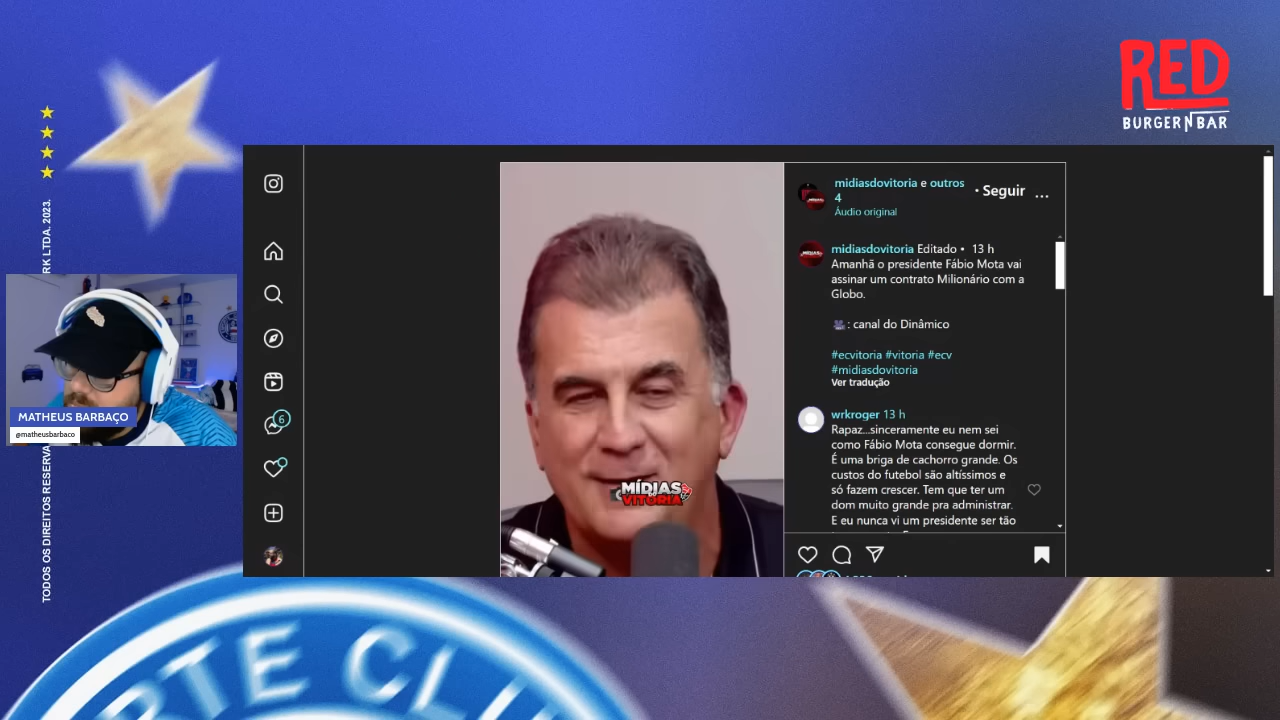 RED
BURGER N BAR
TODOS OS DIREITOS RESERVA
RK LTDA. 2023.
MATHEUS BARBAÇO
@matheusbarbaco
6
MÍDIAS
VITÓRIA
midiasdovitoria e outros
4
Áudio original
• Seguir ...
midiasdovitoria Editado • 13 h
Amanhã o presidente Fábio Mota vai
assinar um contrato Milionário com a
Globo.
: canal do Dinâmico
#ecvitoria #vitoria #ecv
#midiasdovitoria
Ver tradução
wrkroger 13 h
Rapaz...sinceramente eu nem sei
como Fábio Mota consegue dormir.
É uma briga de cachorro grande. Os
custos do futebol são altíssimos e
só fazem crescer. Tem que ter um
dom muito grande pra administrar.
E eu nunca vi um presidente ser tão
RTE CL